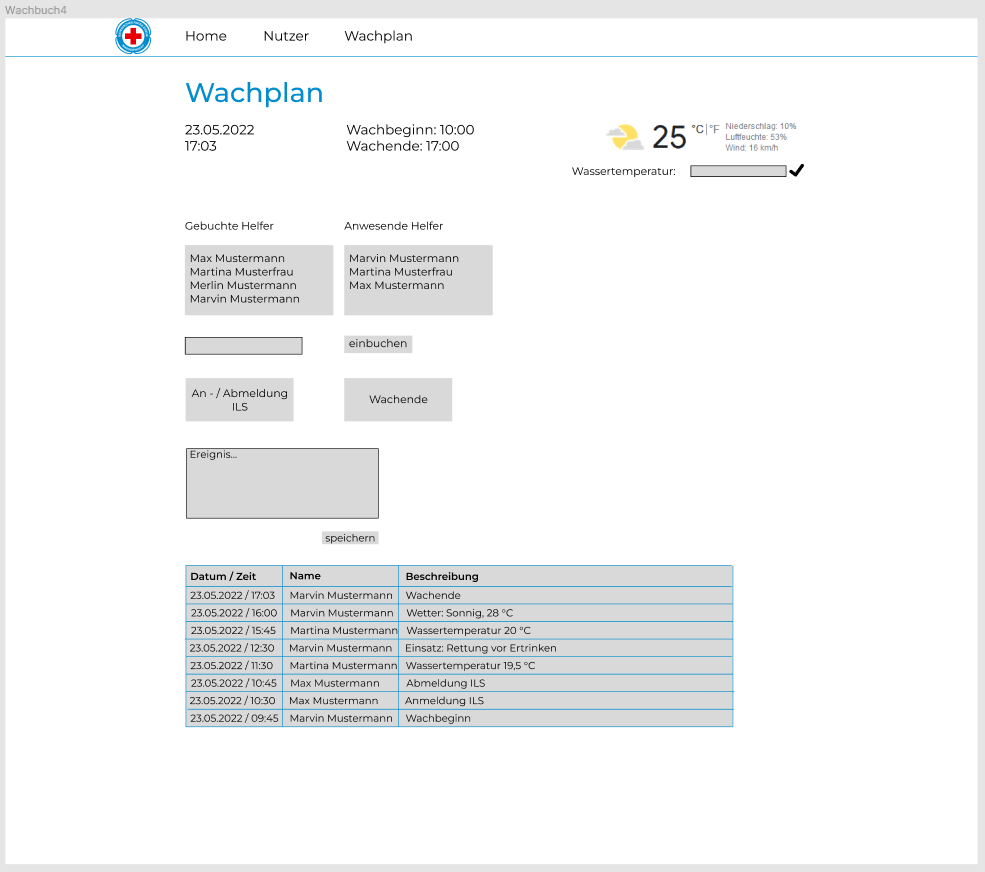 Wachbuch4
Home Nutzer Wachplan
Wachplan
23.05.2022
17:03
Wachbeginn: 10:00
Wachende: 17:00
25 °C|°F
Niederschlag: 10%
Luftfeuchte: 53%
Wind: 16 km/h
Wassertemperatur:
Gebuchte Helfer
Max Mustermann
Martina Musterfrau
Merlin Mustermann
Marvin Mustermann
Anwesende Helfer
Marvin Mustermann
Martina Musterfrau
Max Mustermann
einbuchen
An - / Abmeldung
ILS
Wachende
Ereignis...
speichern
Datum / Zeit Name Beschreibung
23.05.2022 / 17:03 Marvin Mustermann Wachende
23.05.2022 / 16:00 Marvin Mustermann Wetter: Sonnig, 28 °C
23.05.2022 / 15:45 Martina Mustermann Wassertemperatur 20 °C
23.05.2022 / 12:30 Marvin Mustermann Einsatz: Rettung vor Ertrinken
23.05.2022 / 11:30 Martina Mustermann Wassertemperatur 19,5 °C
23.05.2022 / 10:45 Max Mustermann Abmeldung ILS
23.05.2022 / 10:30 Max Mustermann Anmeldung ILS
23.05.2022 / 09:45 Marvin Mustermann Wachbeginn